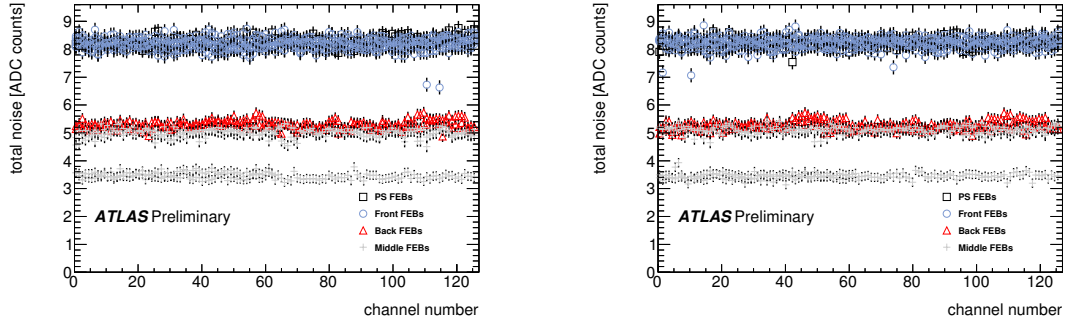 total noise [ADC counts]
9
8
7
6
5
4
3
2
1
0
ATLAS Preliminary
PS FEBs
Front FEBs
Back FEBs
Middle FEBs
0 20 40 60 80 100 120
channel number
total noise [ADC counts]
9
8
7
6
5
4
3
2
1
0
ATLAS Preliminary
PS FEBs
Front FEBs
Back FEBs
Middle FEBs
0 20 40 60 80 100 120
channel number